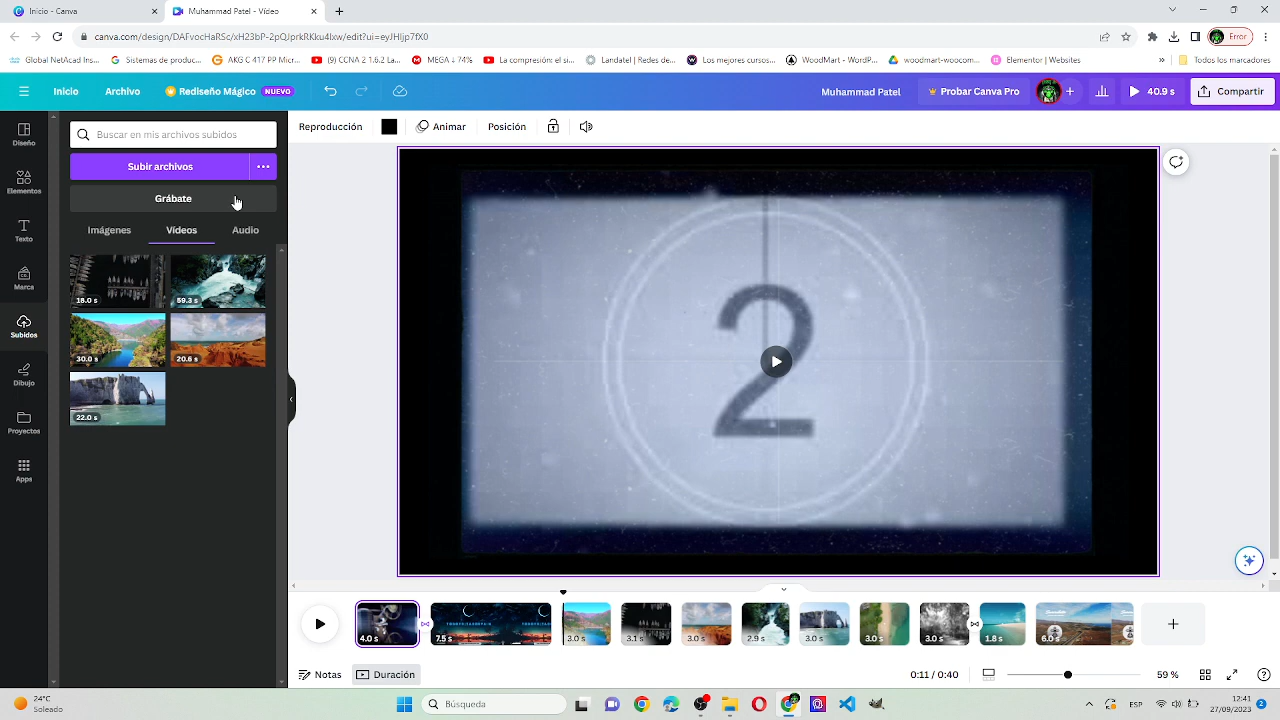 Inicio - Canva
Muhammad Patel - Vídeo
canva.com/design/DAFvocHaRSc/xH23bP-2pQJprkRKku4lxw/edit?ui=eyJHIjp7fX0
Error
Global NetAcad Ins...
Sistemas de produ...
AKG C 417 PP Micr...
(9) CCNA 2 1.6.2 La...
MEGA + 745
La compresión el si...
Landatel | Redes de...
Los mejores cursos...
WoodMart - WordP...
woodmart-woocom...
Elementor | Websites
»
Todos los marcadores
Inicio
Archivo
Rediseño Mágico
NUEVO
Muhammad Patel
Probar Canva Pro
40.9 s
Compartir
Reproducción
Animar
Posición
Diseño
Elementos
Texto
Marca
Subidos
Dibujo
Proyectos
Apps
Buscar en mis archivos subidos
Subir archivos
Grábate
Imágenes
Vídeos
Audio
59.3 s
30.0 s
20.6 s
22.0 s
2
4.0 s
7.5 s
3.0 s
3.1 s
3.0 s
2.9 s
3.0 s
3.0 s
3.0 s
1.8 s
6.0 s
Notas
Duración
0:11 / 0:40
59 %
24°C
Soleado
Búsqueda
ESP
12:41
27/09/2023
2